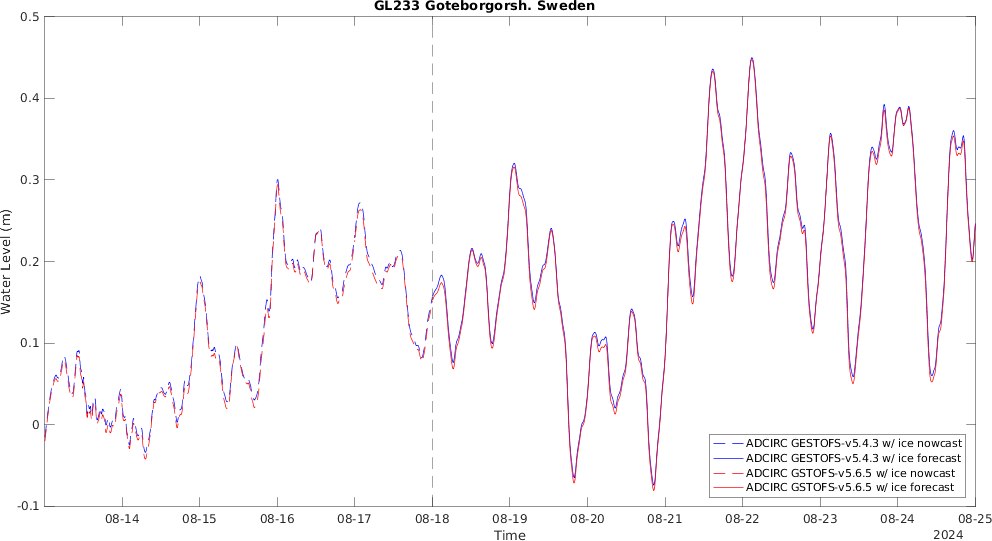 GL233 Goteborgorsh. Sweden
0.5
0.4
0.3
0.2
0.1
0
-0.1
Water Level (m)
08-14 08-15 08-16 08-17 08-18 08-19 08-20 08-21 08-22 08-23 08-24 08-25
Time
2024
ADCIRC GESTOFS-v5.4.3 w/ ice nowcast
ADCIRC GESTOFS-v5.4.3 w/ ice forecast
ADCIRC GSTOFS-v5.6.5 w/ ice nowcast
ADCIRC GSTOFS-v5.6.5 w/ ice forecast